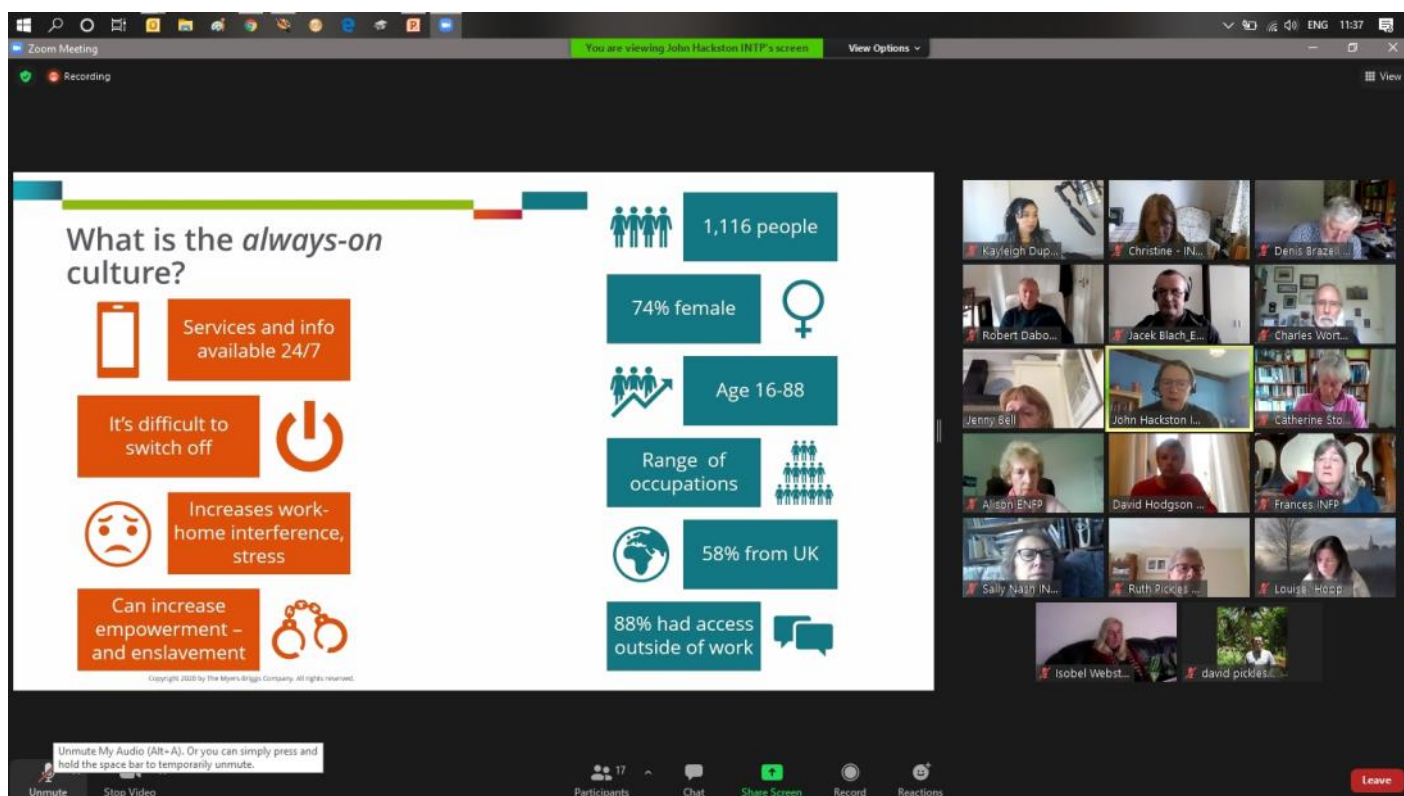 ENG 11:37
Zoom Meeting
You are viewing John Hackston INTP's screen
View Options
Recording
View
What is the always-on
culture?
Services and info
available 24/7
It's difficult to
switch off
Increases work-
home interference,
stress
Can increase
empowerment –
and enslavement
Copyright 2020 by The Myers-Briggs Company. All rights reserved.
1,116 people
74% female
Age 16-88
Range of
occupations
58% from UK
88% had access
outside of work
Kayleigh Dup...
Christine - IN...
Denis Brazell ...
Robert Dabo...
Jacek Blach_E...
Charles Wort...
Jenny Bell
John Hackston I...
Catherine Sto...
Alison ENFP
David Hodgson ...
Frances INFP
Sally Nash IN...
Ruth Pickles ...
Louise Hopp
Isobel Webst...
david pickles...
Unmute My Audio (Alt+A). Or you can simply press and
hold the space bar to temporarily unmute.
Unmute
Stop Video
Participants
17
Chat
Share Screen
Record
Reactions
Leave